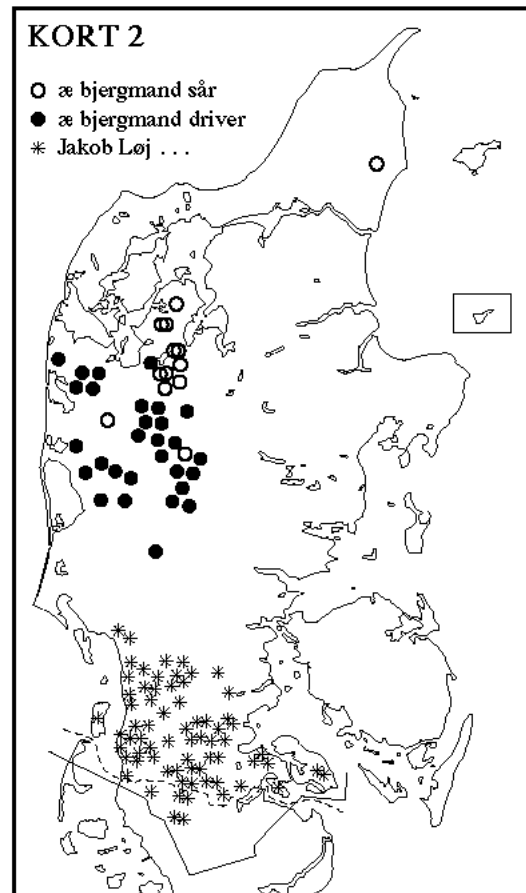 KORT 2
æ bjergmand sår
æ bjergmand driver
Jakob Løj . . .